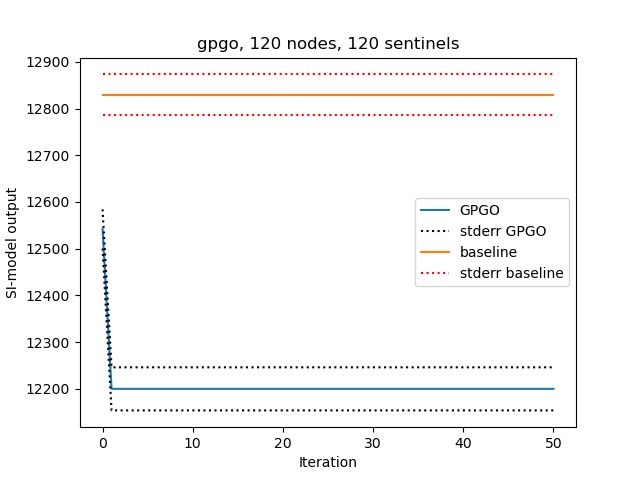 gpgo, 120 nodes, 120 sentinels
SI-model output
12900
12800
12700
12600
12500
12400
12300
12200
GPGO
stderr GPGO
baseline
stderr baseline
0 10 20 30 40 50
Iteration